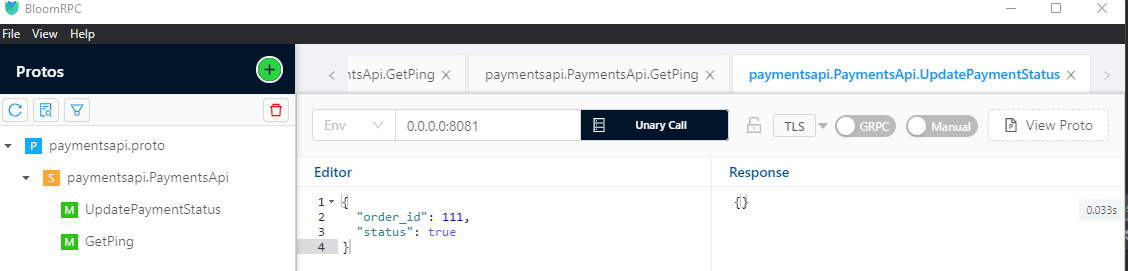 BloomRPC
File View Help
Protos
ntsApi.GetPing
paymentsapi.PaymentsApi.GetPing
paymentsapi.PaymentsApi.UpdatePaymentStatus
Env
0.0.0.0:8081
Unary Call
TLS
GRPC
Manual
View Proto
P paymentsapi.proto
S paymentsapi.PaymentsApi
M UpdatePaymentStatus
M GetPing
Editor
1 {
2 "order_id": 111,
3 "status": true
4 }
Response
{}
0.033s